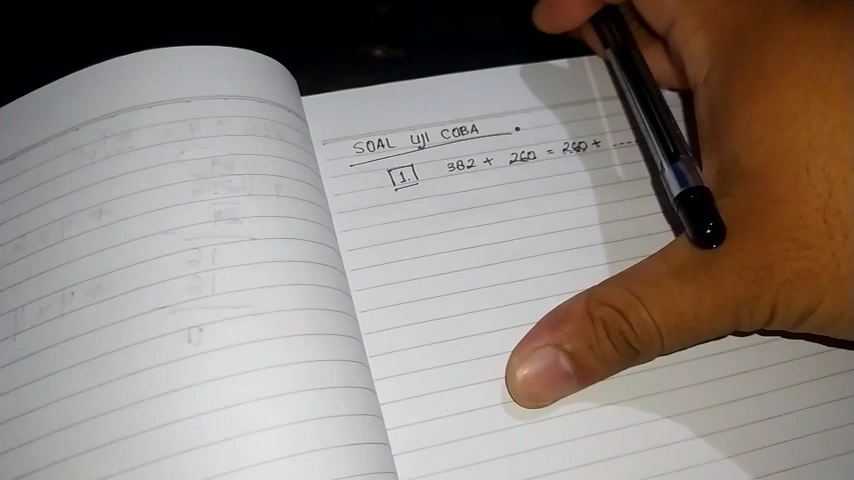 SOAL UJI COBA
1. 382 + 260 = 260 + ....